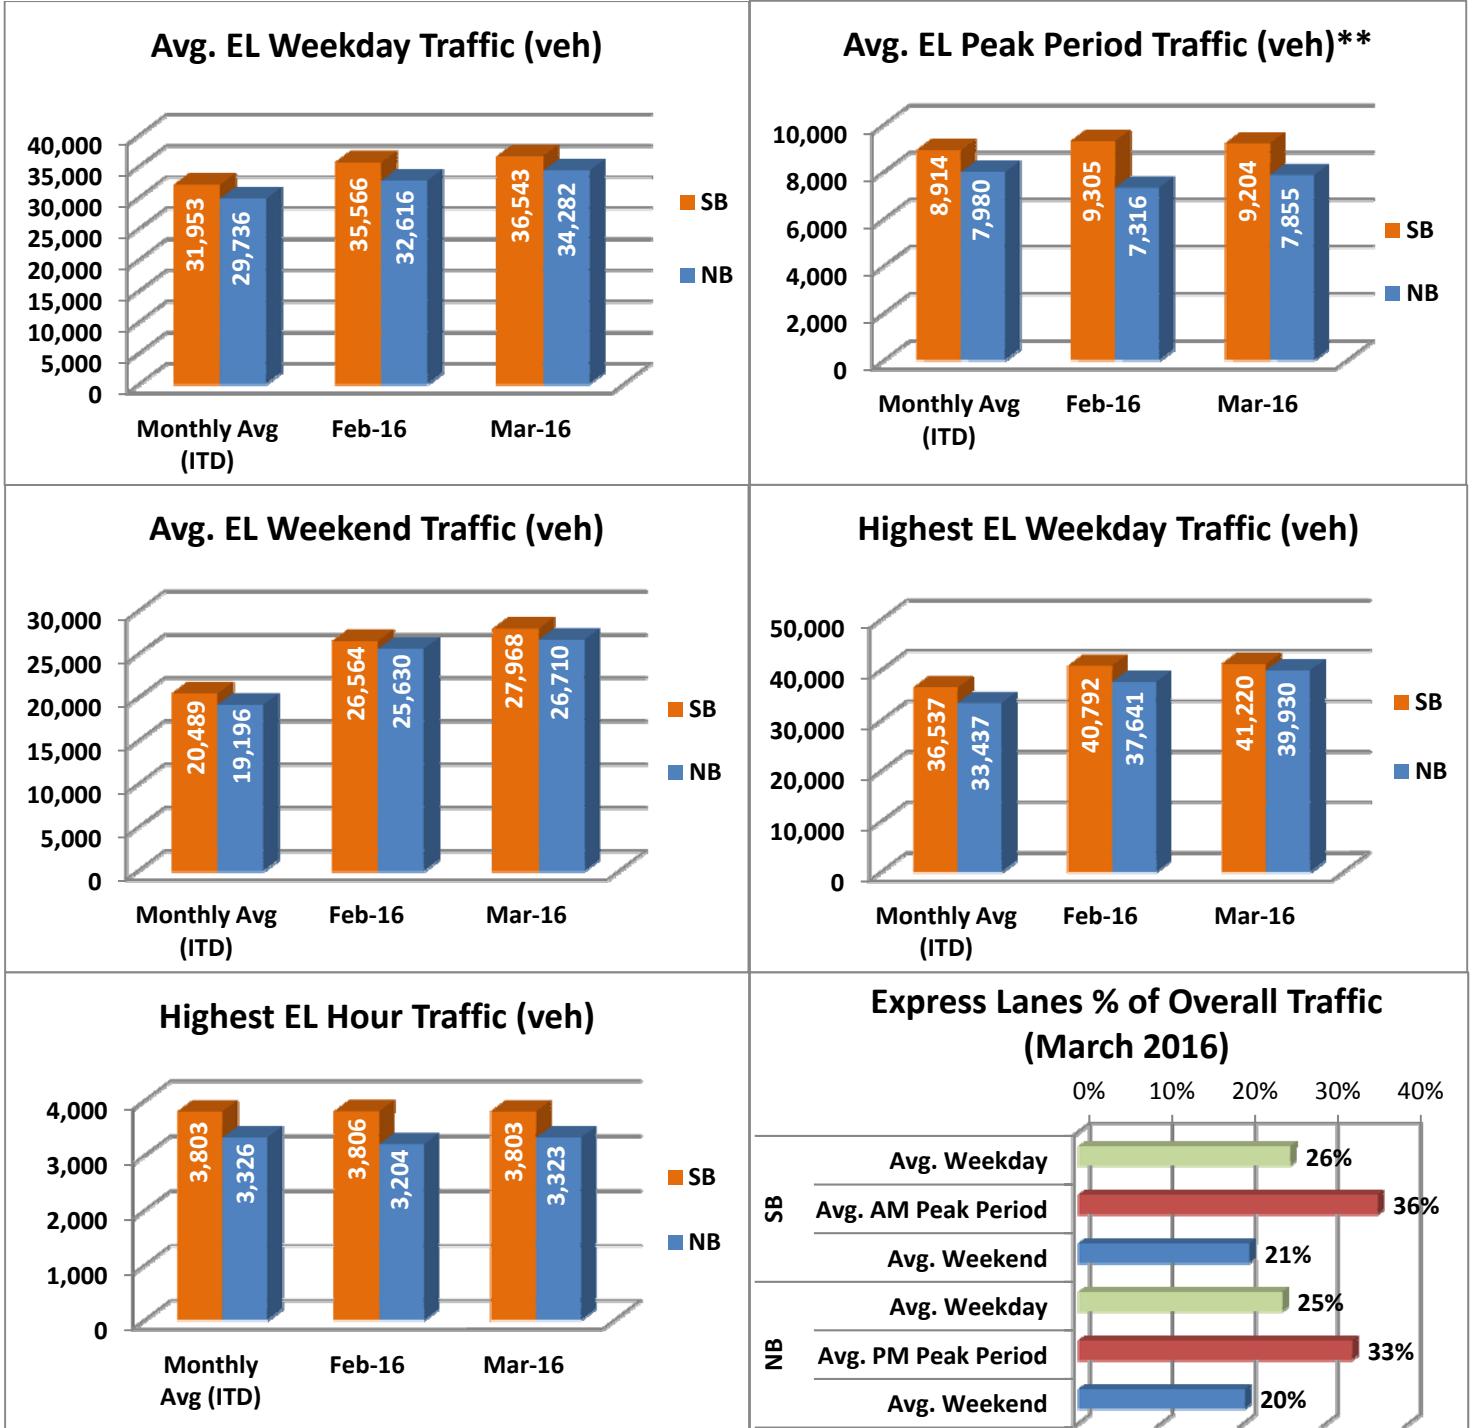 Avg. EL Weekday Traffic (veh)
40,000
35,000
30,000
25,000
20,000
15,000
10,000
5,000
0
31,953
29,736
35,566
32,616
36,543
34,282
SB
NB
Monthly Avg
(ITD)
Feb-16
Mar-16
Avg. EL Peak Period Traffic (veh)**
10,000
8,000
6,000
4,000
2,000
0
8,914
7,980
9,305
7,316
9,204
7,855
SB
NB
Monthly Avg
(ITD)
Feb-16
Mar-16
Avg. EL Weekend Traffic (veh)
30,000
25,000
20,000
15,000
10,000
5,000
0
20,489
19,196
26,564
25,630
27,968
26,710
SB
NB
Monthly Avg
(ITD)
Feb-16
Mar-16
Highest EL Weekday Traffic (veh)
50,000
40,000
30,000
20,000
10,000
0
36,537
33,437
40,792
37,641
41,220
39,930
SB
NB
Monthly Avg
(ITD)
Feb-16
Mar-16
Highest EL Hour Traffic (veh)
4,000
3,000
2,000
1,000
0
3,803
3,326
3,806
3,204
3,803
3,323
SB
NB
Monthly
Avg (ITD)
Feb-16
Mar-16
Express Lanes % of Overall Traffic
(March 2016)
0% 10% 20% 30% 40%
SB
Avg. Weekday 26%
Avg. AM Peak Period 36%
Avg. Weekend 21%
NB
Avg. Weekday 25%
Avg. PM Peak Period 33%
Avg. Weekend 20%